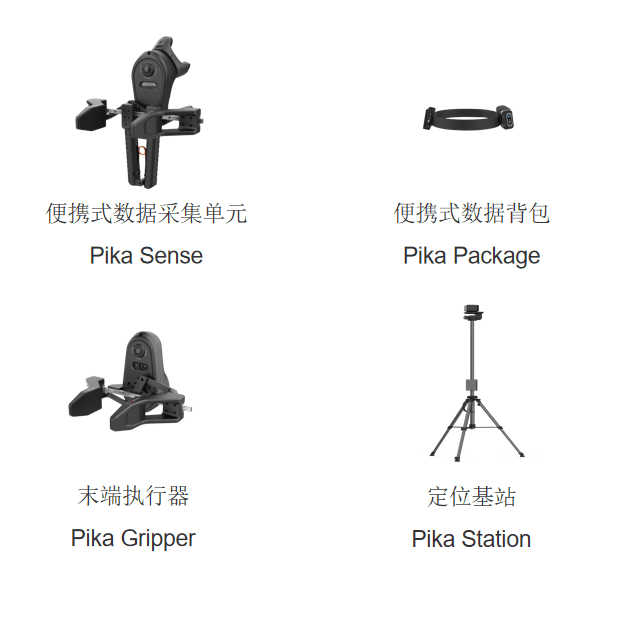 便携式数据采集单元
便携式数据背包
Pika Sense
Pika Package
末端执行器
定位基站
Pika Gripper
Pika Station